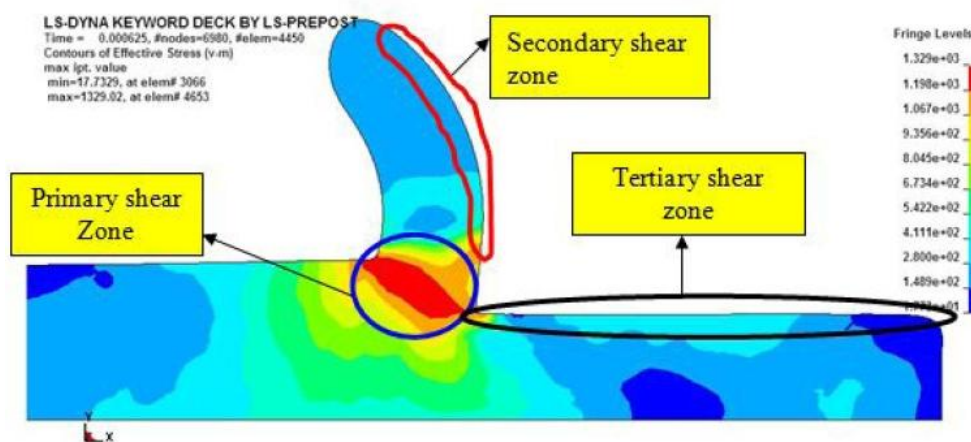 LS-DYNA KEYWORD DECK BY LS-PREPOST
Time = 0.000625, #nodes=6980, #elem=4450
Contours of Effective Stress (v-m)
max ipt. value
min=17.7329, at elem# 3066
max=1329.02, at elem# 4653
Secondary shear
zone
Fringe Levels
1.329e+03
1.198e+03
1.067e+03
9.356e+02
8.045e+02
6.734e+02
5.422e+02
4.111e+02
2.800e+02
1.489e+02
1.773e+01
Primary shear
Zone
Tertiary shear
zone
Y
X